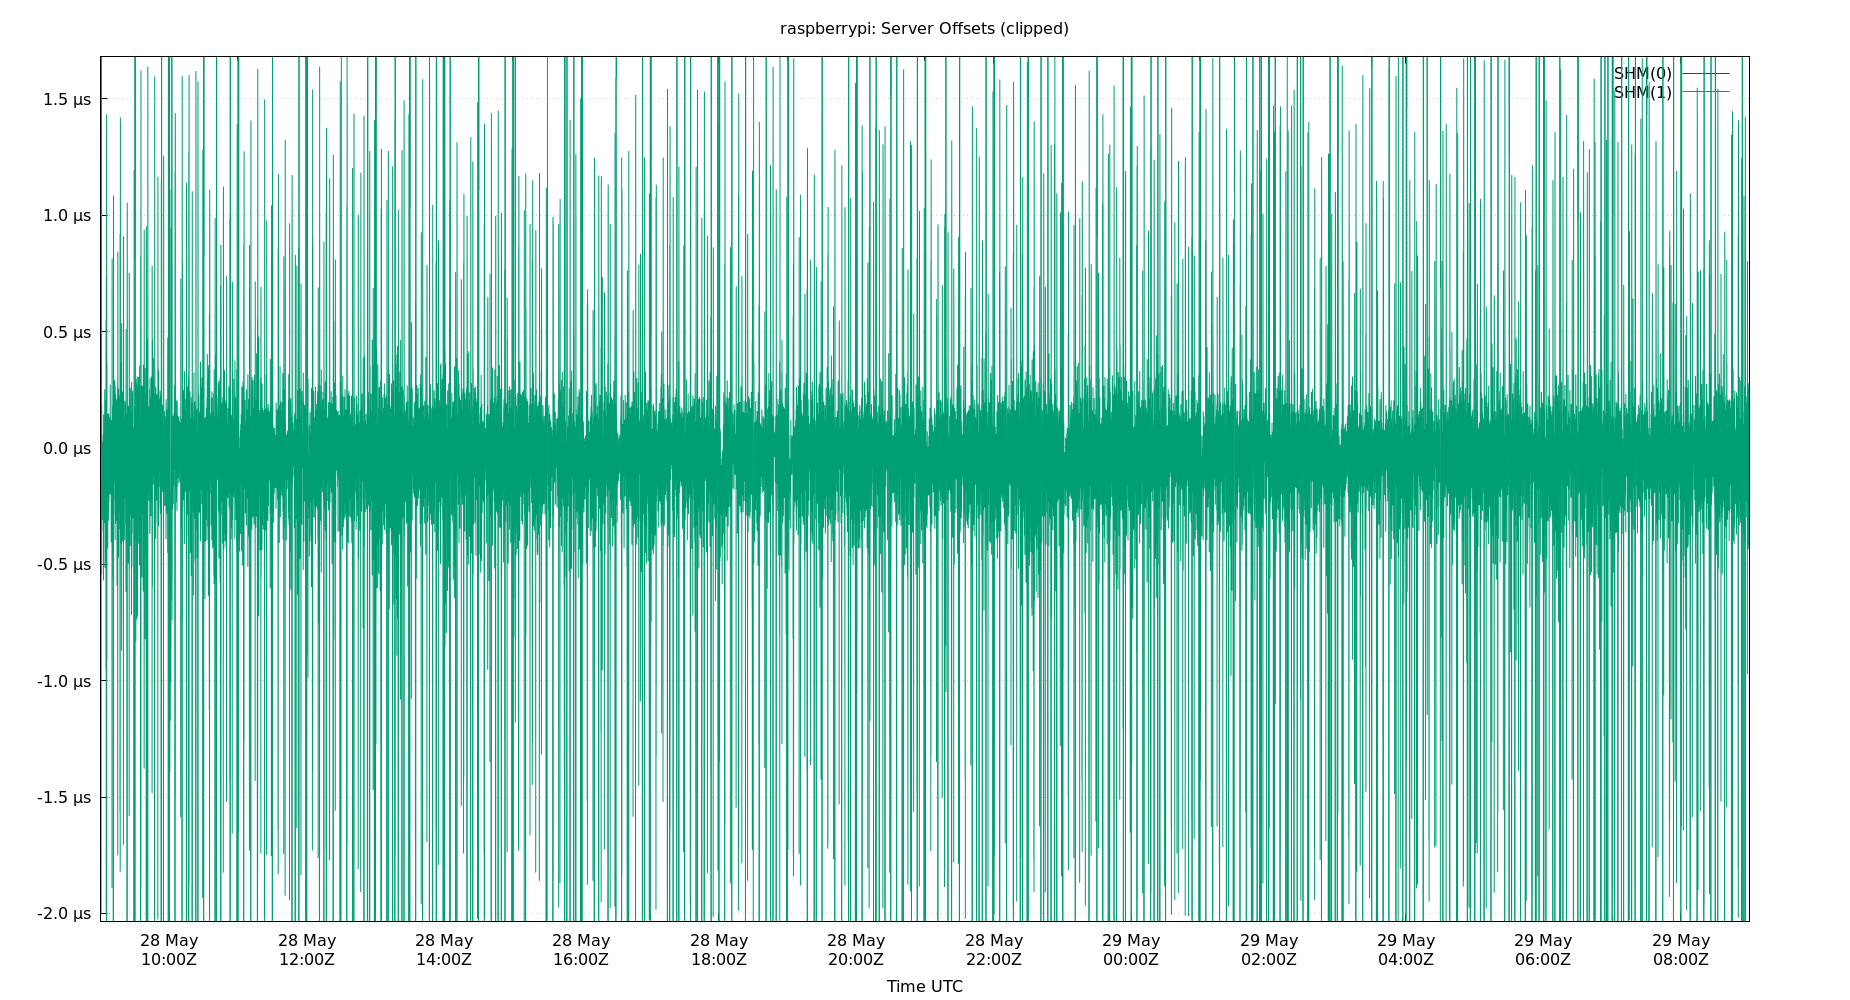 raspberrypi: Server Offsets (clipped)
SHM(0)
SHM(1)
1.5 µs
1.0 µs
0.5 µs
0.0 µs
-0.5 µs
-1.0 µs
-1.5 µs
-2.0 µs
28 May 28 May 28 May 28 May 28 May 28 May 28 May 29 May 29 May 29 May 29 May 29 May
10:00Z 12:00Z 14:00Z 16:00Z 18:00Z 20:00Z 22:00Z 00:00Z 02:00Z 04:00Z 06:00Z 08:00Z
Time UTC